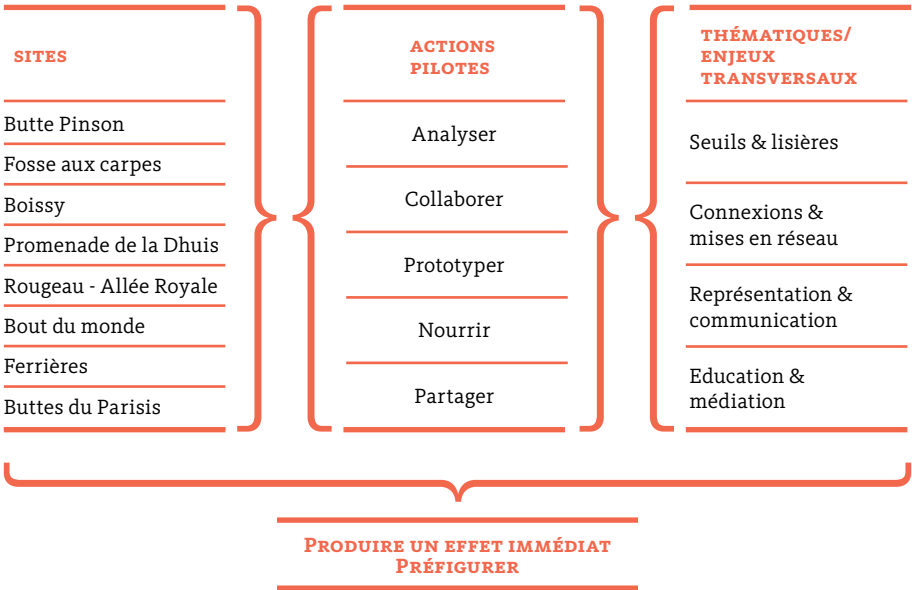 SITES
Butte Pinson
Fosse aux carpes
Boissy
Promenade de la Dhuis
Rougeau - Allée Royale
Bout du monde
Ferrières
Buttes du Parisis
ACTIONS
PILOTES
Analyser
Collaborer
Prototyper
Nourrir
Partager
THÉMATIQUES/
ENJEUX
TRANSVERSAUX
Seuils & lisières
Connexions &
mises en réseau
Représentation &
communication
Education &
médiation
PRODUIRE UN EFFET IMMÉDIAT
PRÉFIGURER